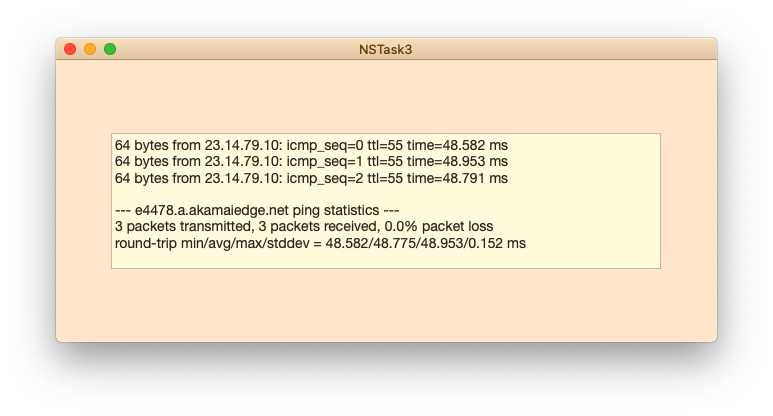 NSTask3
64 bytes from 23.14.79.10: icmp_seq=0 ttl=55 time=48.582 ms
64 bytes from 23.14.79.10: icmp_seq=1 ttl=55 time=48.953 ms
64 bytes from 23.14.79.10: icmp_seq=2 ttl=55 time=48.791 ms
--- e4478.a.akamaiedge.net ping statistics ---
3 packets transmitted, 3 packets received, 0.0% packet loss
round-trip min/avg/max/stddev = 48.582/48.775/48.953/0.152 ms